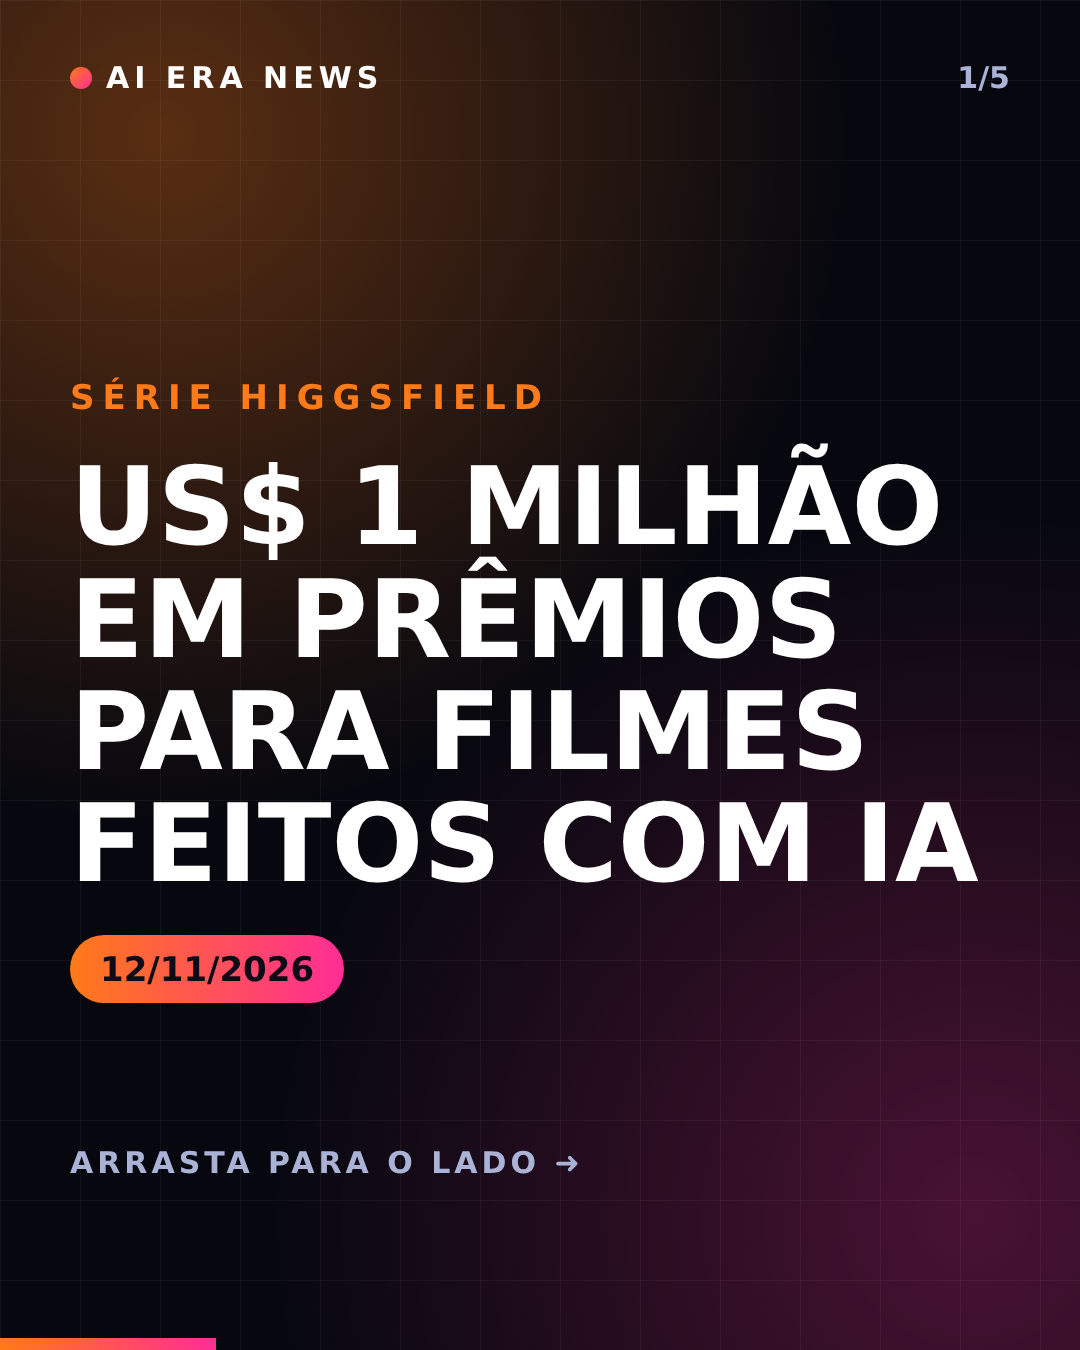 AI ERA NEWS
1/5
SÉRIE HIGGSFIELD
US$ 1 MILHÃO
EM PRÊMIOS
PARA FILMES
FEITOS COM IA
12/11/2026
ARRASTA PARA O LADO ➜